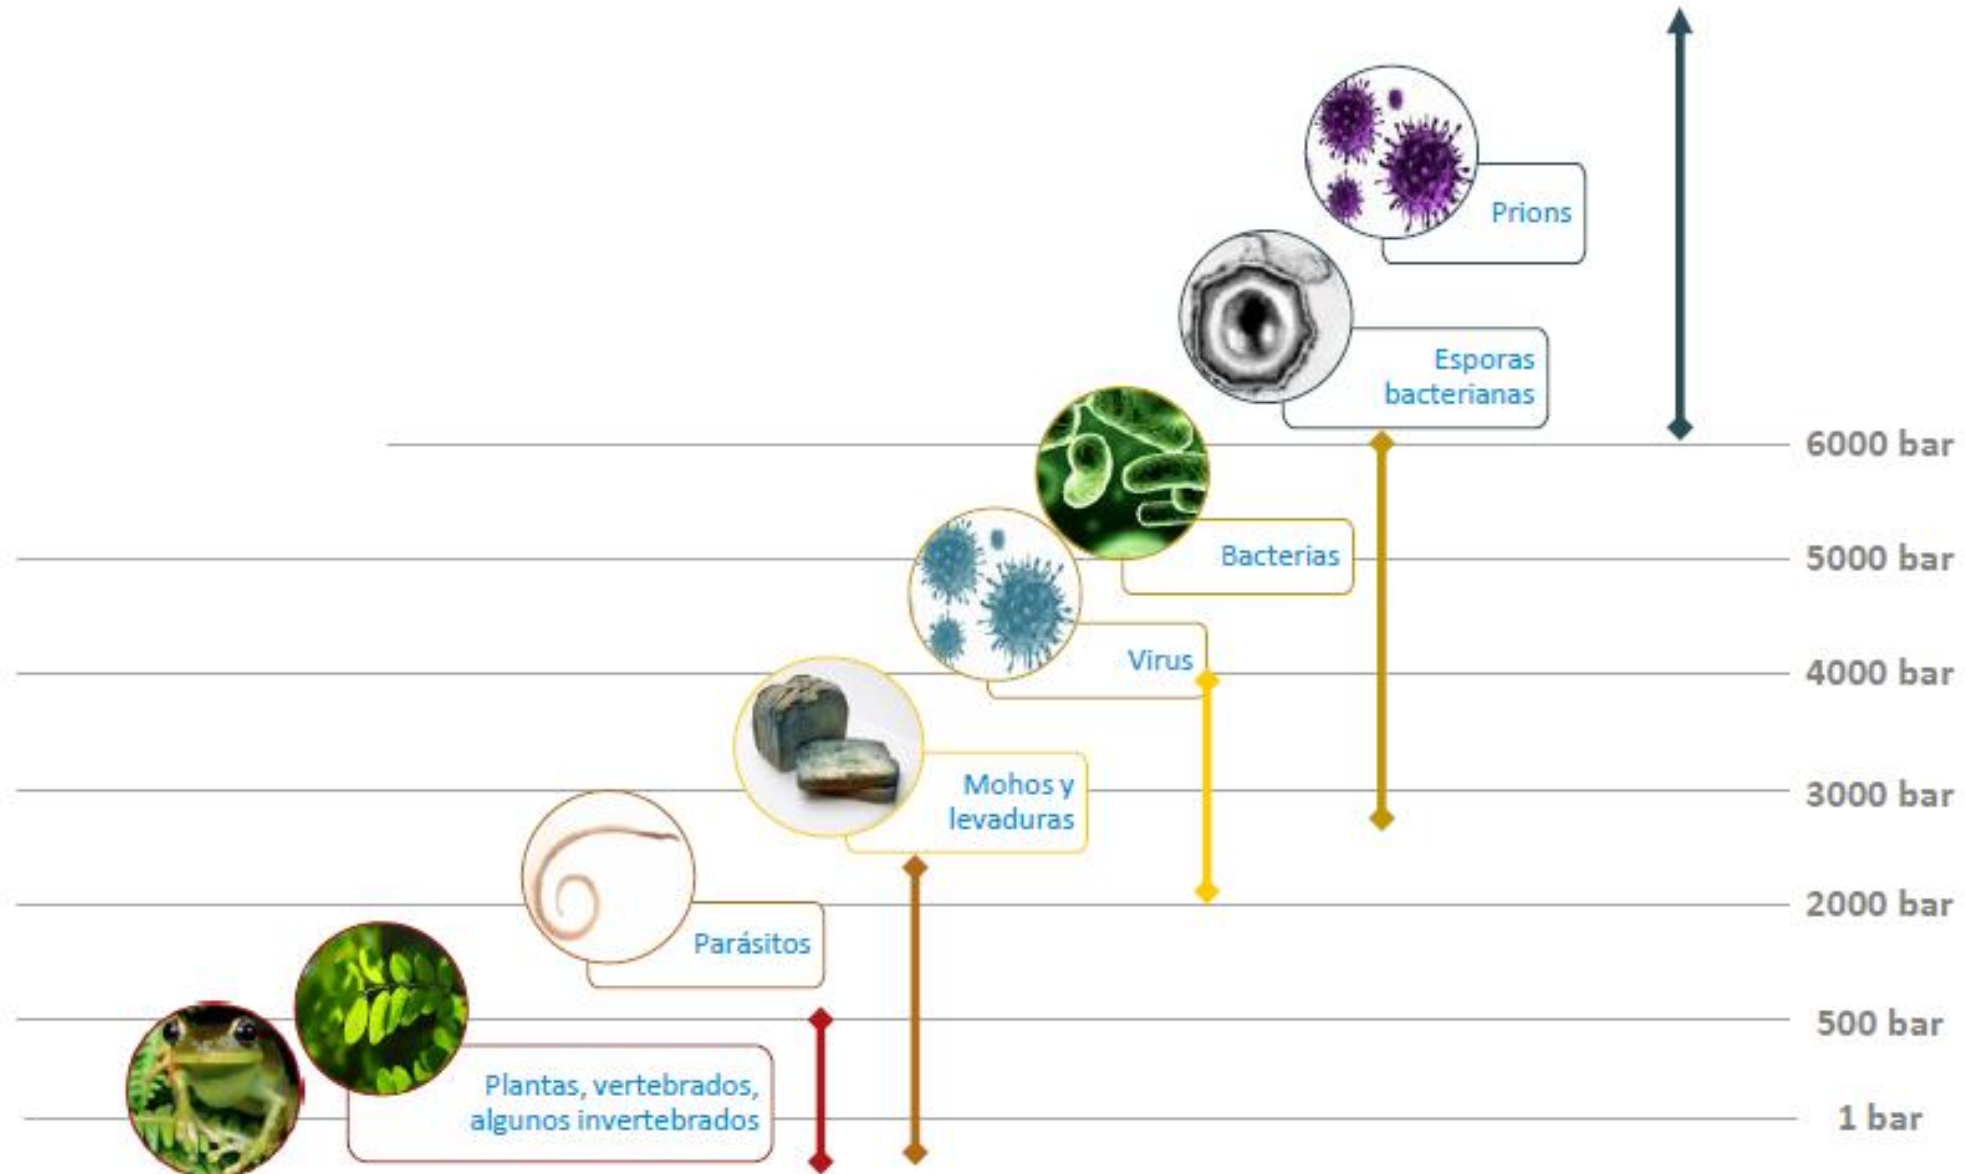 Prions
Esporas
bacterianas
6000 bar
Bacterias
5000 bar
Virus
4000 bar
Mohos y
levaduras
3000 bar
2000 bar
Parásitos
500 bar
Plantas, vertebrados,
algunos invertebrados
1 bar